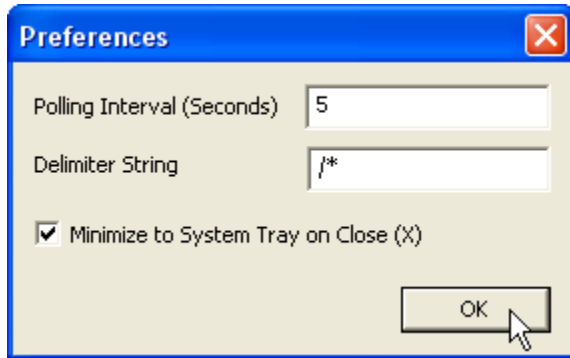 Preferences
Polling Interval (Seconds) 5
Delimiter String /*
Minimize to System Tray on Close (X)
OK